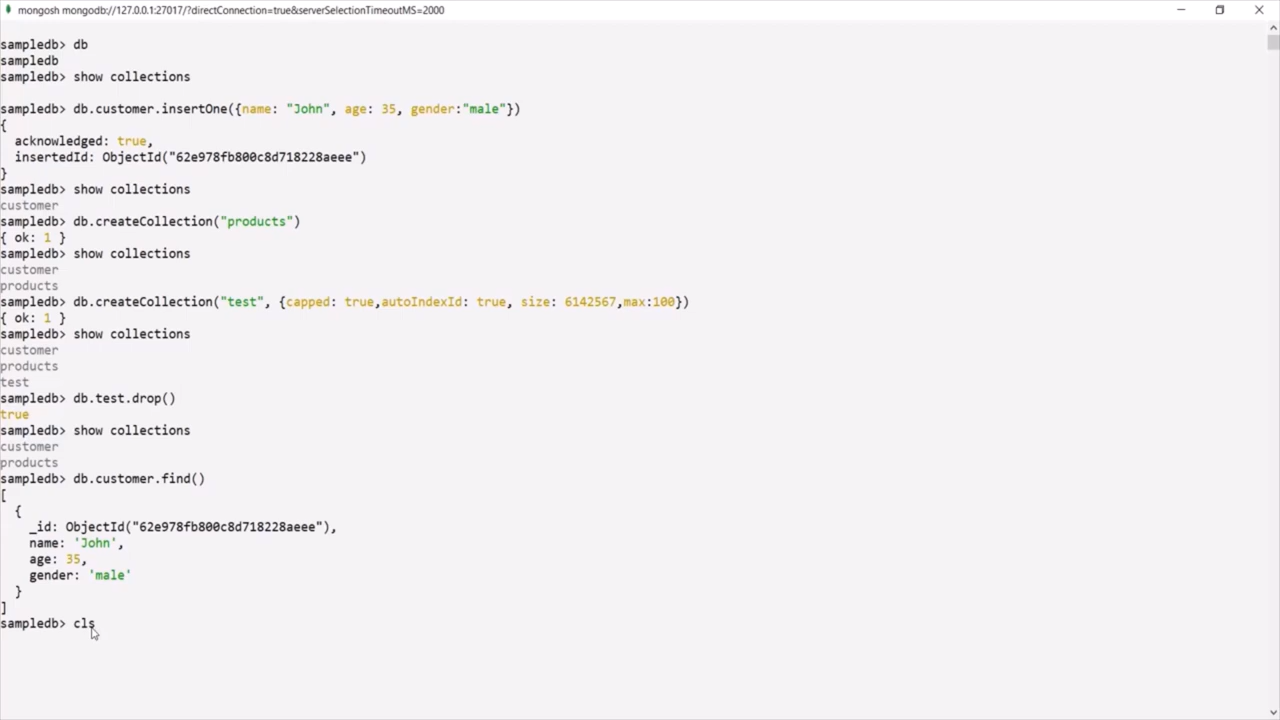 mongosh mongodb://127.0.0.1:27017/?directConnection=true&serverSelectionTimeoutMS=2000
sampledb> db
sampledb
sampledb> show collections
sampledb> db.customer.insertOne({name: "John", age: 35, gender:"male"})
{
  acknowledged: true,
  insertedId: ObjectId("62e978fb800c8d718228aeee")
}
sampledb> show collections
customer
sampledb> db.createCollection("products")
{ ok: 1 }
sampledb> show collections
customer
products
sampledb> db.createCollection("test", {capped: true,autoIndexId: true, size: 6142567,max:100})
{ ok: 1 }
sampledb> show collections
customer
products
test
sampledb> db.test.drop()
true
sampledb> show collections
customer
products
sampledb> db.customer.find()
[
  {
    _id: ObjectId("62e978fb800c8d718228aeee"),
    name: 'John',
    age: 35,
    gender: 'male'
  }
]
sampledb> cls